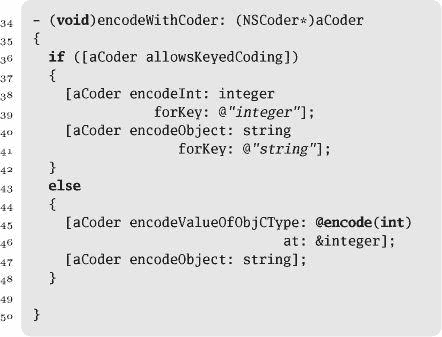 34 - (void)encodeWithCoder: (NSCoder*)aCoder
35 {
36   if ([aCoder allowsKeyedCoding])
37   {
38     [aCoder encodeInt: integer
39                forKey: @"integer"];
40     [aCoder encodeObject: string
41                   forKey: @"string"];
42   }
43   else
44   {
45     [aCoder encodeValueOfObjCType: @encode(int)
46                                at: &integer];
47     [aCoder encodeObject: string];
48   }
49
50 }